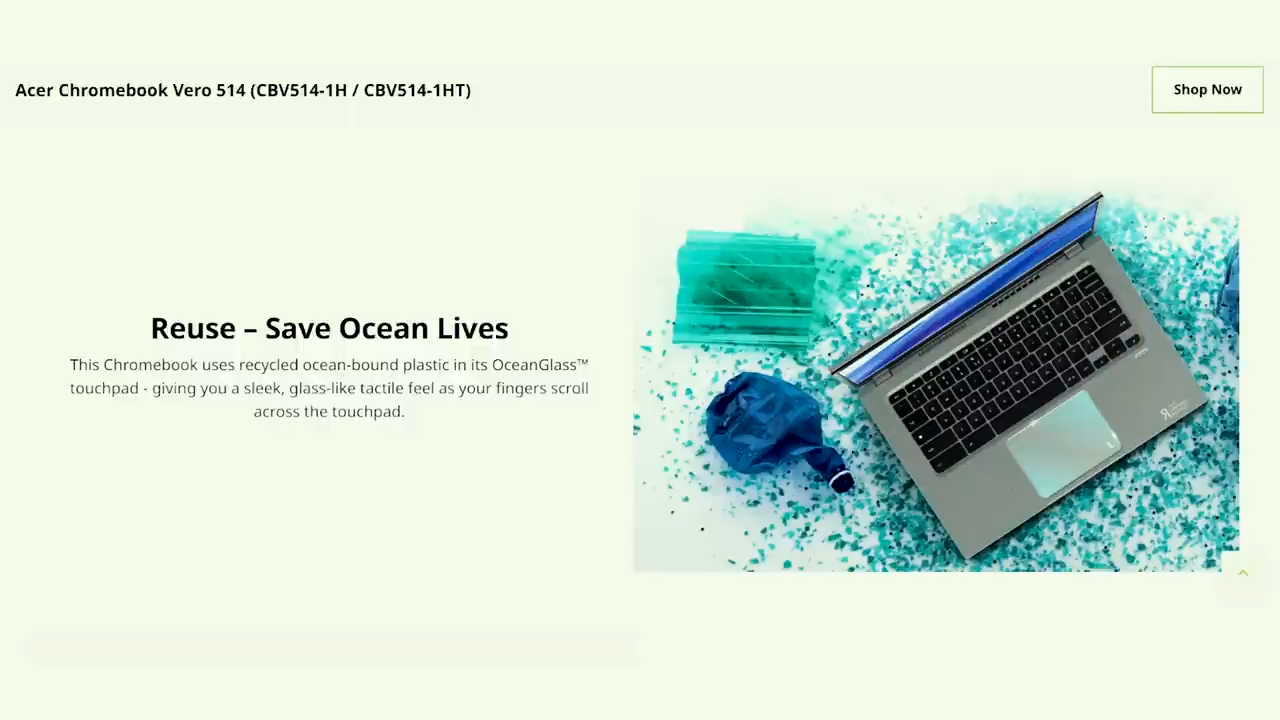 Acer Chromebook Vero 514 (CBV514-1H / CBV514-1HT)
Shop Now
Reuse – Save Ocean Lives
This Chromebook uses recycled ocean-bound plastic in its OceanGlass™
touchpad - giving you a sleek, glass-like tactile feel as your fingers scroll
across the touchpad.